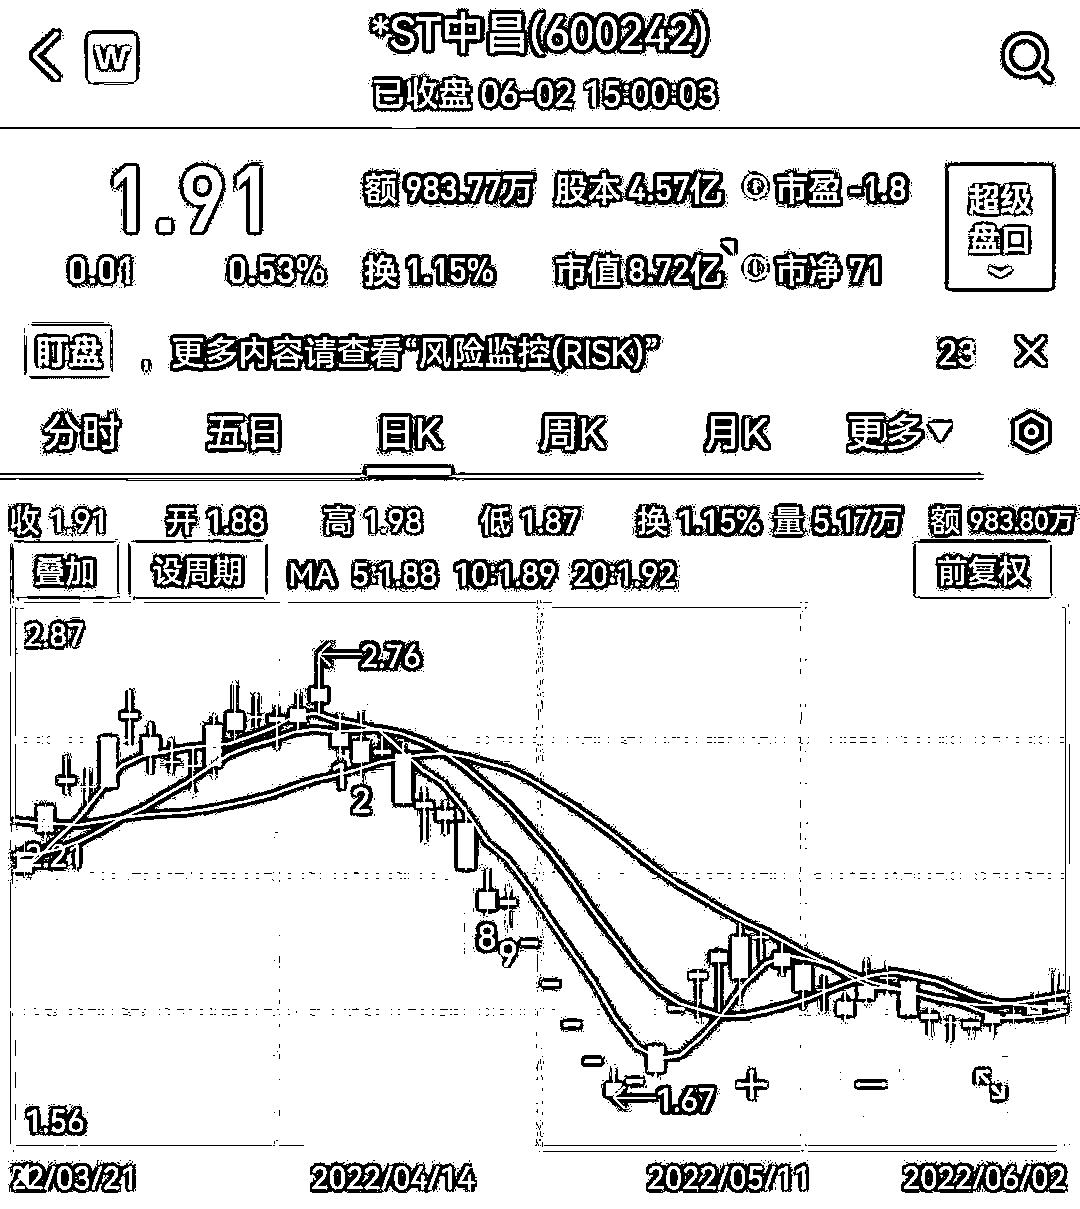 W *ST中昌(600242)
已收盘 06-02 15:00:03
1.91 额 983.77万 股本 4.57亿 市盈 -1.8 超级
0.01 0.53% 换 1.15% 市值 8.72亿 市净 71 盘口
盯盘 。更多内容请查看“风险监控(RISK)” 23
分时 五日 日K 周K 月K 更多
收 1.91 开 1.88 高 1.98 低 1.87 换 1.15% 量 5.17万 额 983.80万
叠加 设周期 MA 5:1.88 10:1.89 20:1.92 前复权
2.87
2.76
1
2
8
9
1.67
1.56
22/03/21 2022/04/14 2022/05/11 2022/06/02